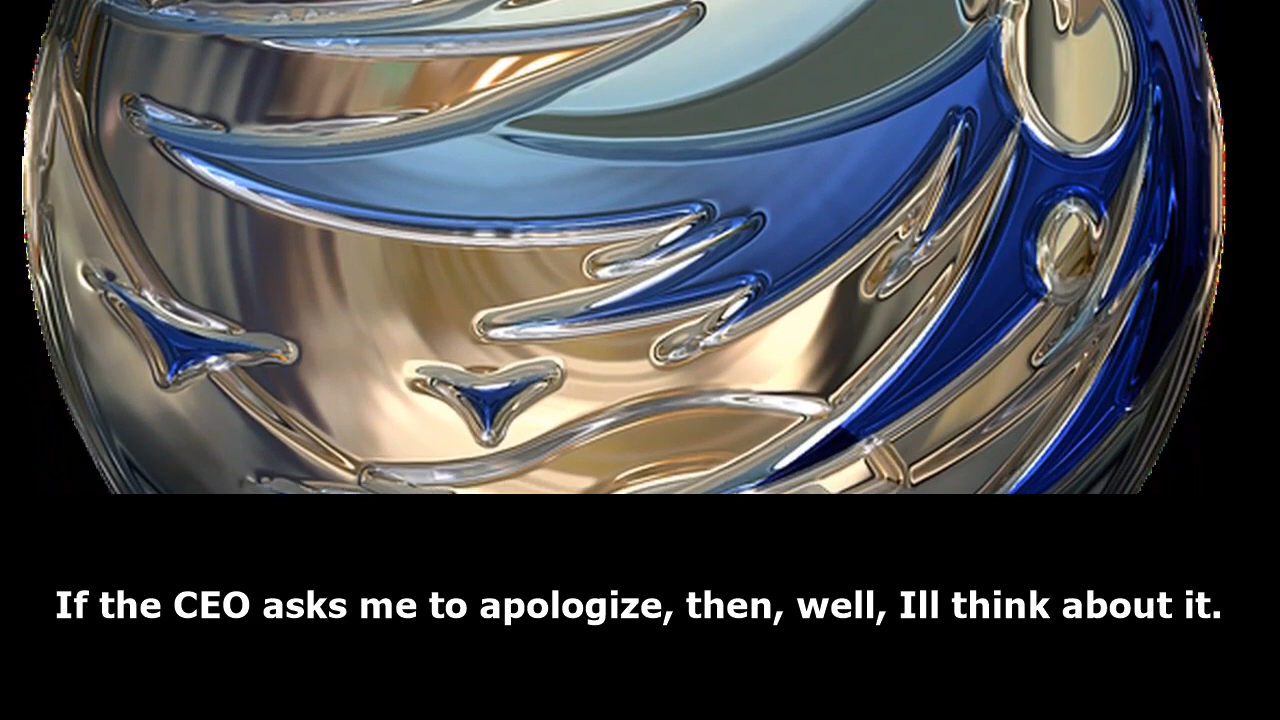 If the CEO asks me to apologize, then, well, Ill think about it.